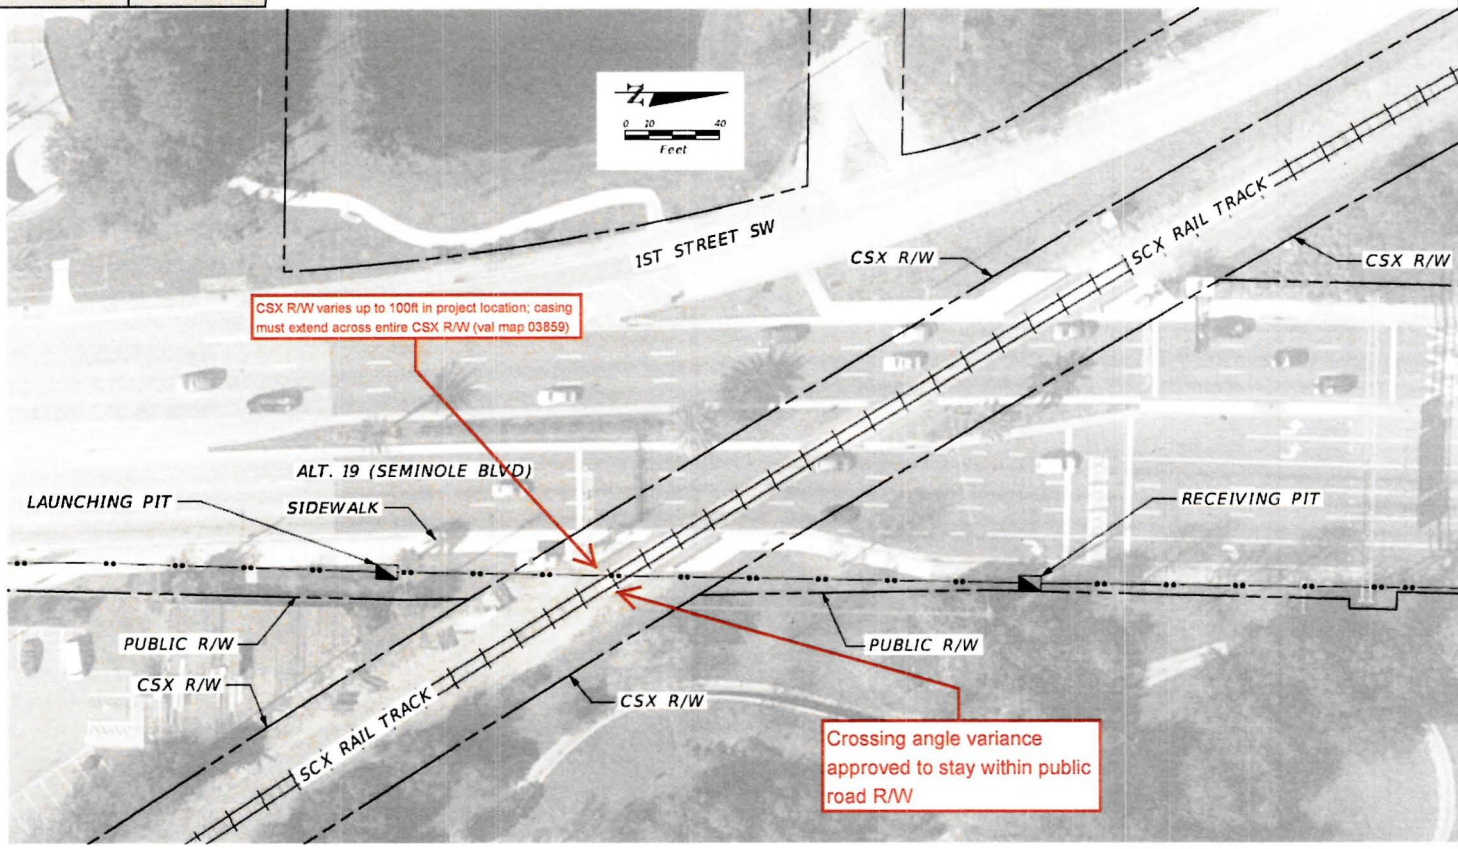 Z
0 10 40
Feet
1ST STREET SW
CSX R/W
SCX RAIL TRACK
CSX R/W
CSX R/W varies up to 100ft in project location; casing
must extend across entire CSX R/W (val map 03859)
ALT. 19 (SEMINOLE BLVD)
LAUNCHING PIT
SIDEWALK
RECEIVING PIT
PUBLIC R/W
PUBLIC R/W
CSX R/W
CSX R/W
SCX RAIL TRACK
Crossing angle variance
approved to stay within public
road R/W